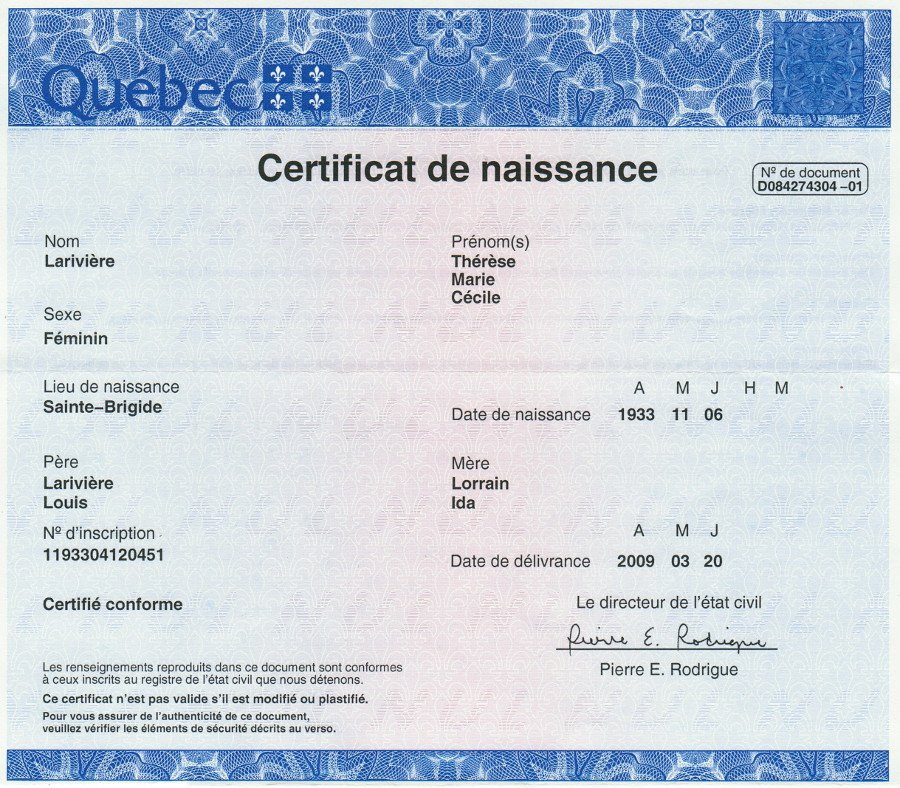 Québec
Certificat de naissance
Nº de document
D084274304 –01
Nom
Larivière
Prénom(s)
Thérèse
Marie
Cécile
Sexe
Féminin
Lieu de naissance
Sainte–Brigide
A M J H M
Date de naissance 1933 11 06
Père
Larivière
Louis
Mère
Lorrain
Ida
Nº d'inscription
1193304120451
A M J
Date de délivrance 2009 03 20
Certifié conforme
Le directeur de l'état civil
Pierre E. Rodrigue
Pierre E. Rodrigue
Les renseignements reproduits dans ce document sont conformes
à ceux inscrits au registre de l'état civil que nous détenons.
Ce certificat n'est pas valide s'il est modifié ou plastifié.
Pour vous assurer de l'authenticité de ce document,
veuillez vérifier les éléments de sécurité décrits au verso.